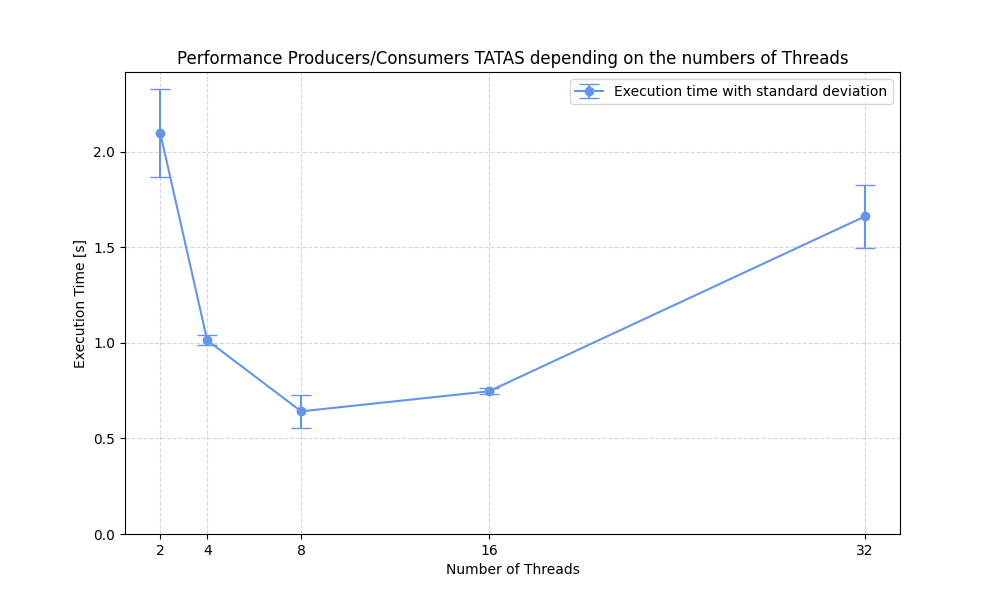 Performance Producers/Consumers TATAS depending on the numbers of Thread
Execution time with standard deviation
Execution Time [s]
2.0
1.5
1.0
0.5
0.0
2 4 8 16 32
Number of Threads